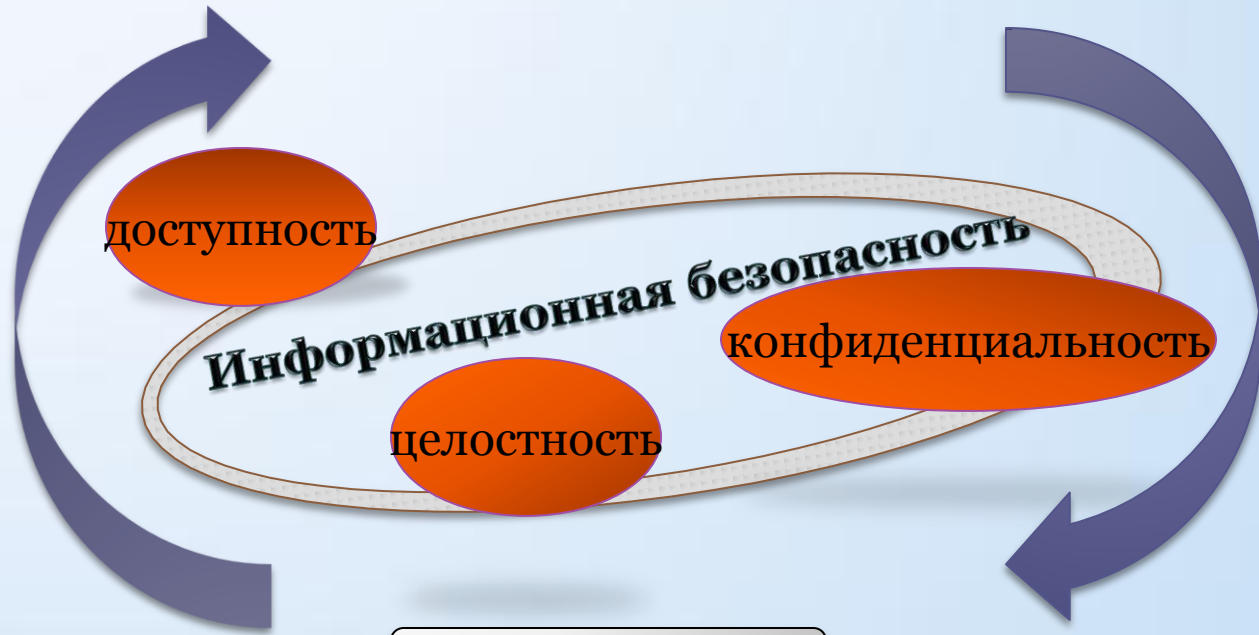 доступность
Информационная безопасность
конфиденциальность
целостность